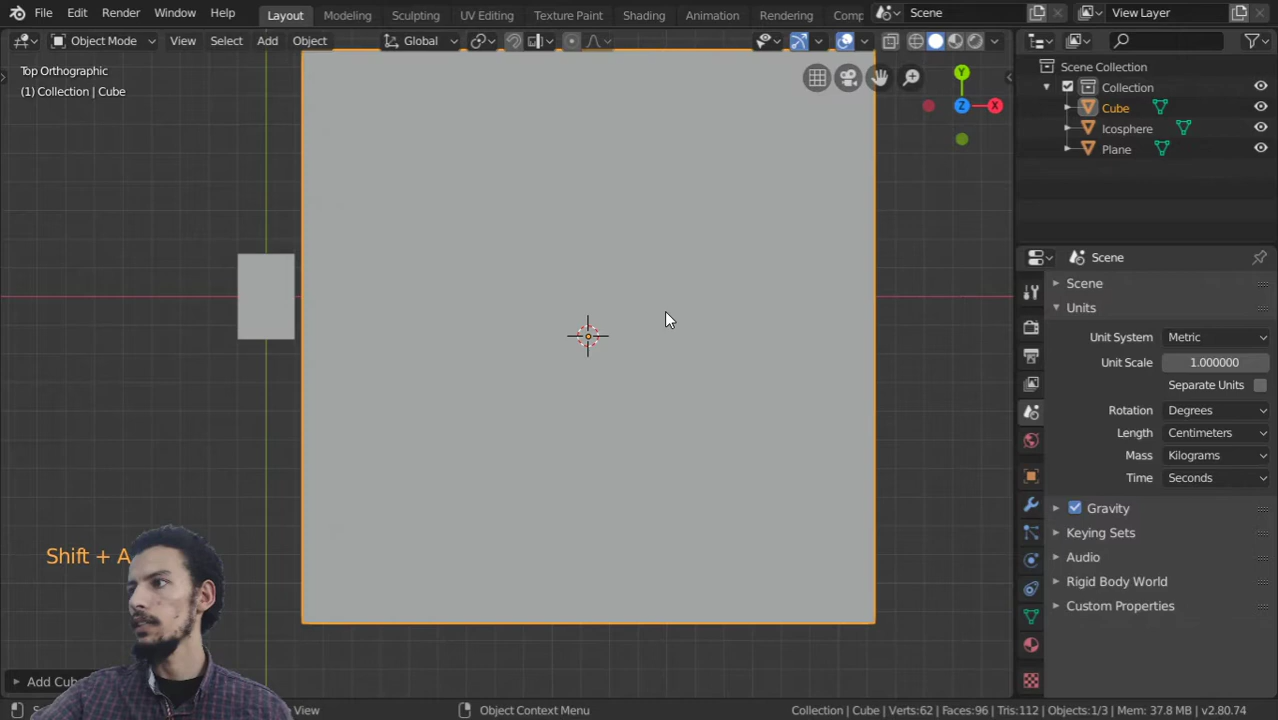 File Edit Render Window Help Layout Modeling Sculpting UV Editing Texture Paint Shading Animation Rendering Comp Scene View Layer
Object Mode View Select Add Object Global
Top Orthographic
(1) Collection | Cube
Y
Z X
Scene Collection
Collection
Cube
Icosphere
Plane
Scene
Scene
Units
Unit System Metric
Unit Scale 1.000000
Separate Units
Rotation Degrees
Length Centimeters
Mass Kilograms
Time Seconds
Gravity
Keying Sets
Audio
Rigid Body World
Custom Properties
Shift + A
Add Cub
View Object Context Menu Collection | Cube | Verts:62 | Faces:96 | Tris:112 | Objects:1/3 | Mem: 37.8 MB | v2.80.74